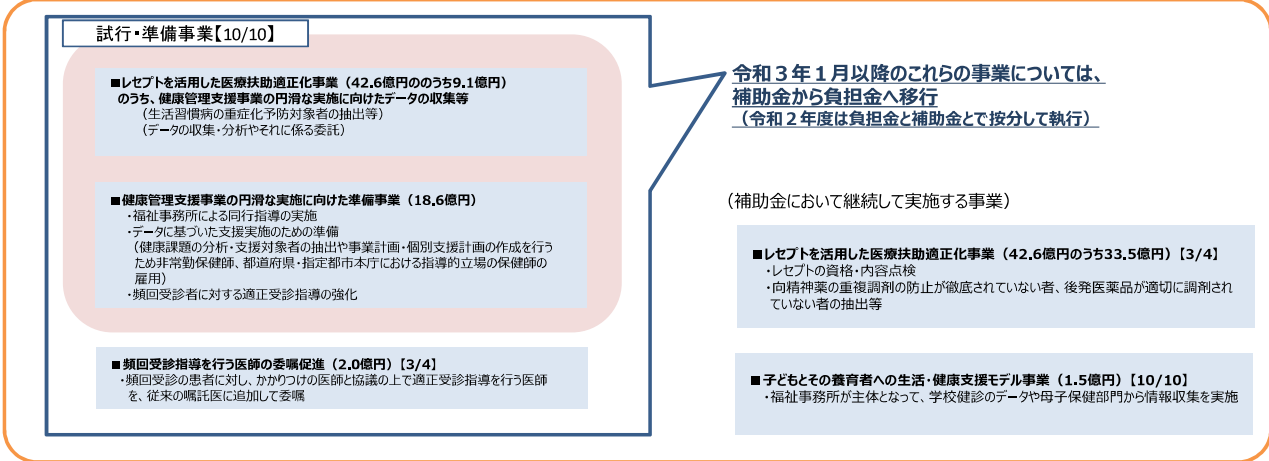 試行・準備事業【10/10】
■レセプトを活用した医療扶助適正化事業（42.6億円ののうち9.1億円）
のうち、健康管理支援事業の円滑な実施に向けたデータの収集等
（生活習慣病の重症化予防対象者の抽出等）
（データの収集・分析やそれに係る委託）
■健康管理支援事業の円滑な実施に向けた準備事業（18.6億円）
・福祉事務所による同行指導の実施
・データに基づいた支援実施のための準備
（健康課題の分析・支援対象者の抽出や事業計画・個別支援計画の作成を行う
ため非常勤保健師、都道府県・指定都市本庁における指導的立場の保健師の
雇用）
・頻回受診者に対する適正受診指導の強化
■頻回受診指導を行う医師の委嘱促進（2.0億円）【3/4】
・頻回受診の患者に対し、かかりつけの医師と協議の上で適正受診指導を行う医師
を、従来の嘱託医に追加して委嘱
令和３年１月以降のこれらの事業については、
補助金から負担金へ移行
（令和２年度は負担金と補助金とで按分して執行）
（補助金において継続して実施する事業）
■レセプトを活用した医療扶助適正化事業（42.6億円のうち33.5億円）【3/4】
・レセプトの資格・内容点検
・向精神薬の重複調剤の防止が徹底されていない者、後発医薬品が適切に調剤され
ていない者の抽出等
■子どもとその養育者への生活・健康支援モデル事業（1.5億円）【10/10】
・福祉事務所が主体となって、学校健診のデータや母子保健部門から情報収集を実施